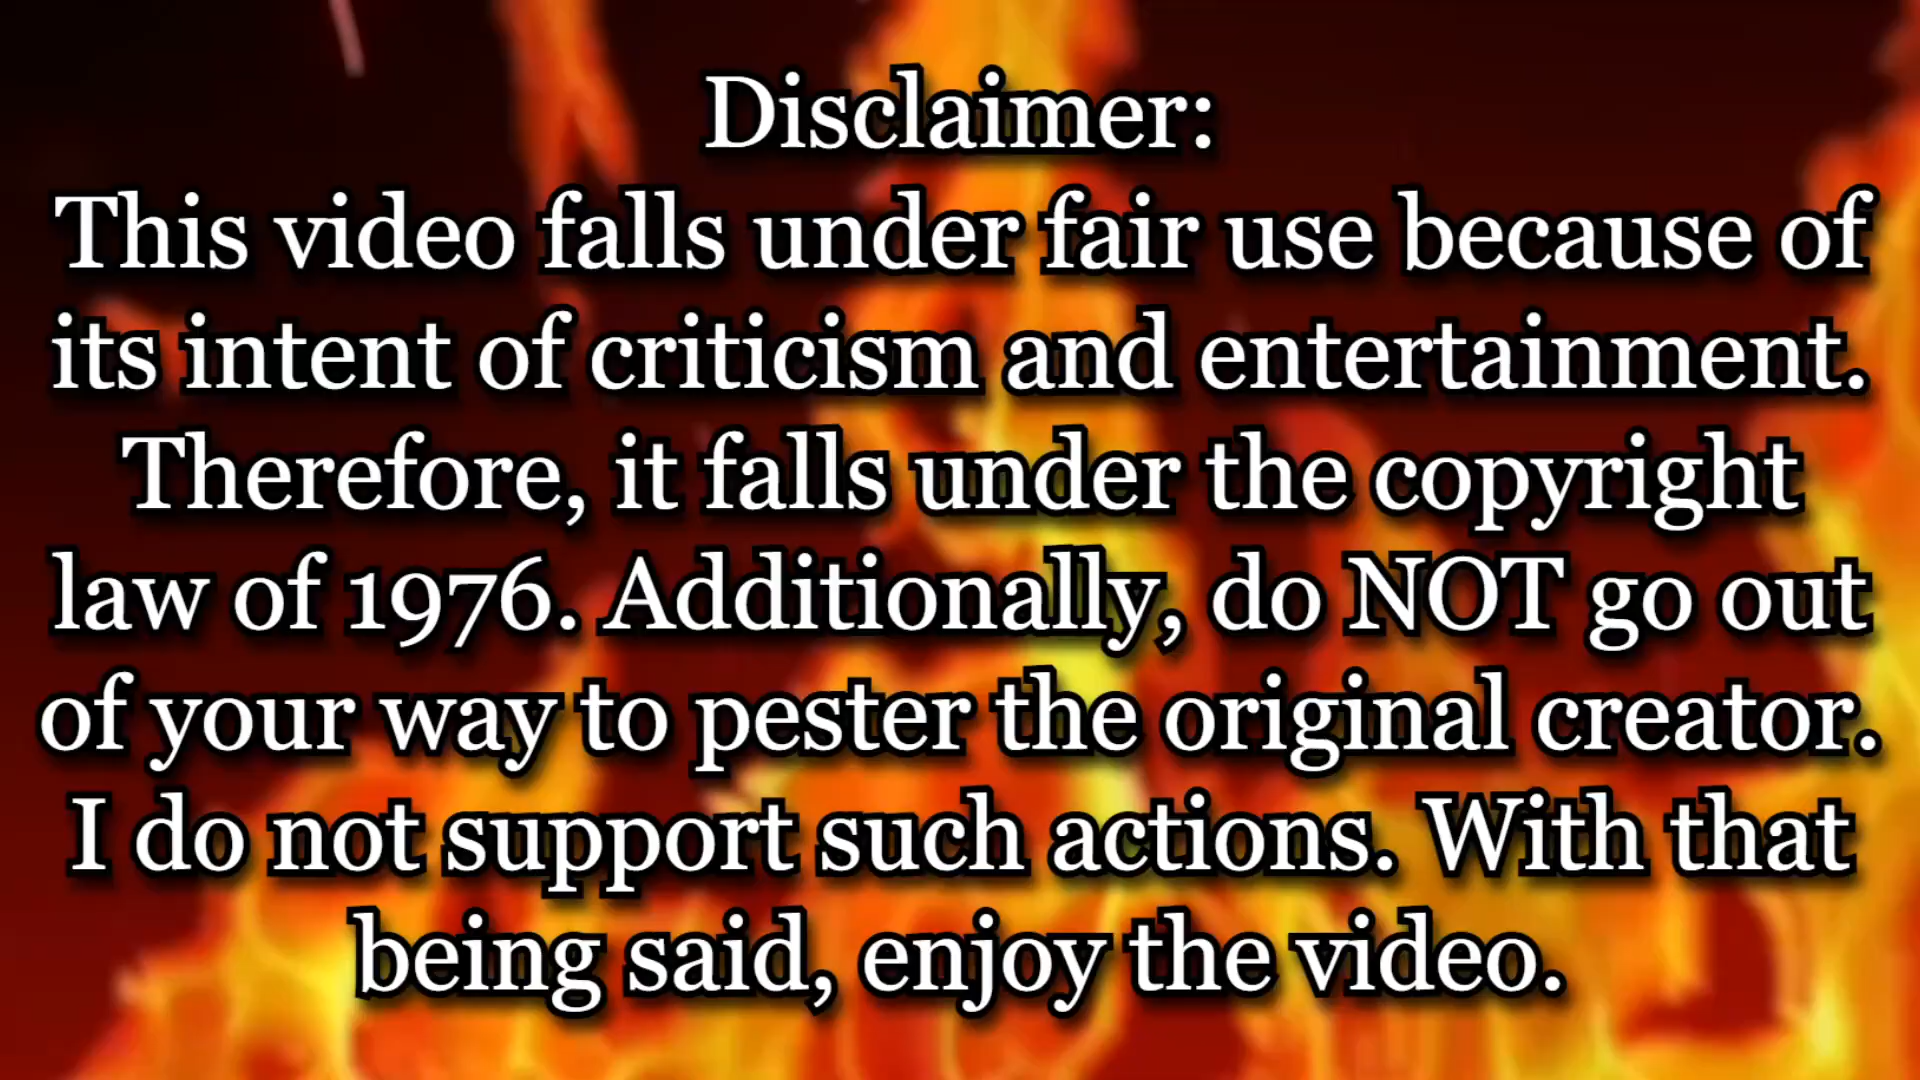 Disclaimer:
This video falls under fair use because of
its intent of criticism and entertainment.
Therefore, it falls under the copyright
law of 1976. Additionally, do NOT go out
of your way to pester the original creator.
I do not support such actions. With that
being said, enjoy the video.